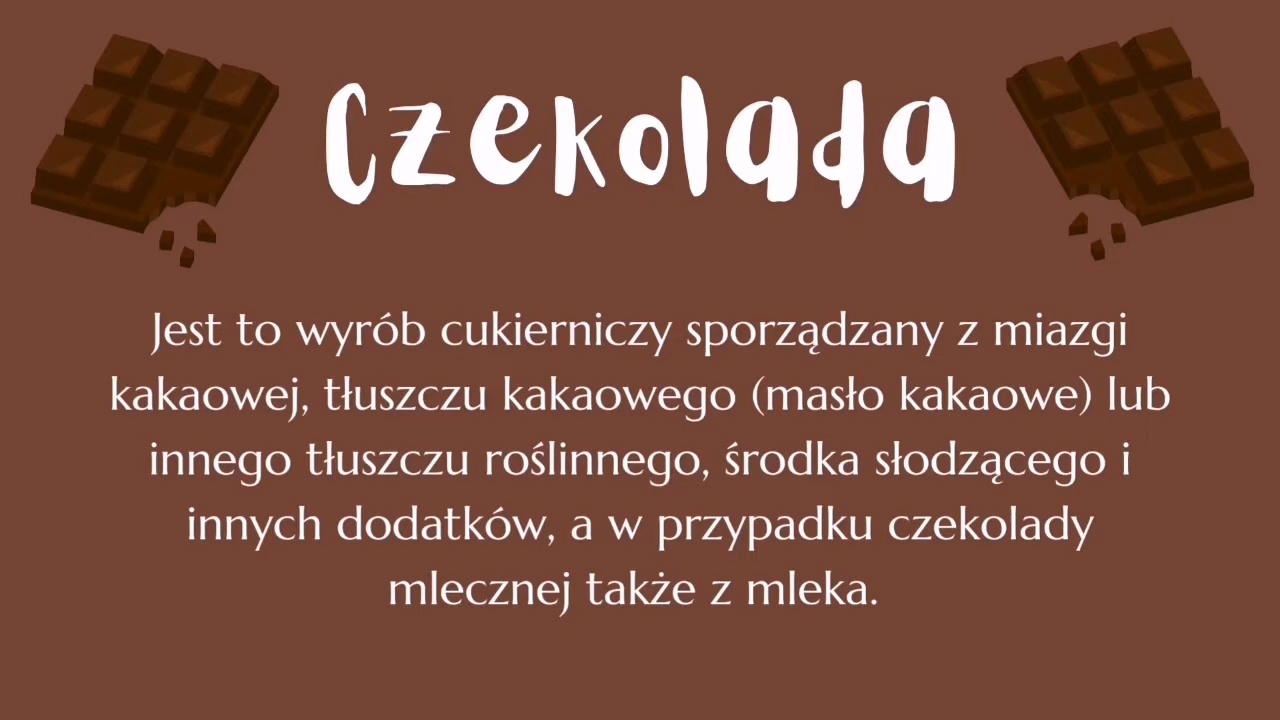 Czekolada
Jest to wyrób cukierniczy sporządzany z miazgi
kakaowej, tłuszczu kakaowego (masło kakaowe) lub
innego tłuszczu roślinnego, środka słodzącego i
innych dodatków, a w przypadku czekolady
mlecznej także z mleka.